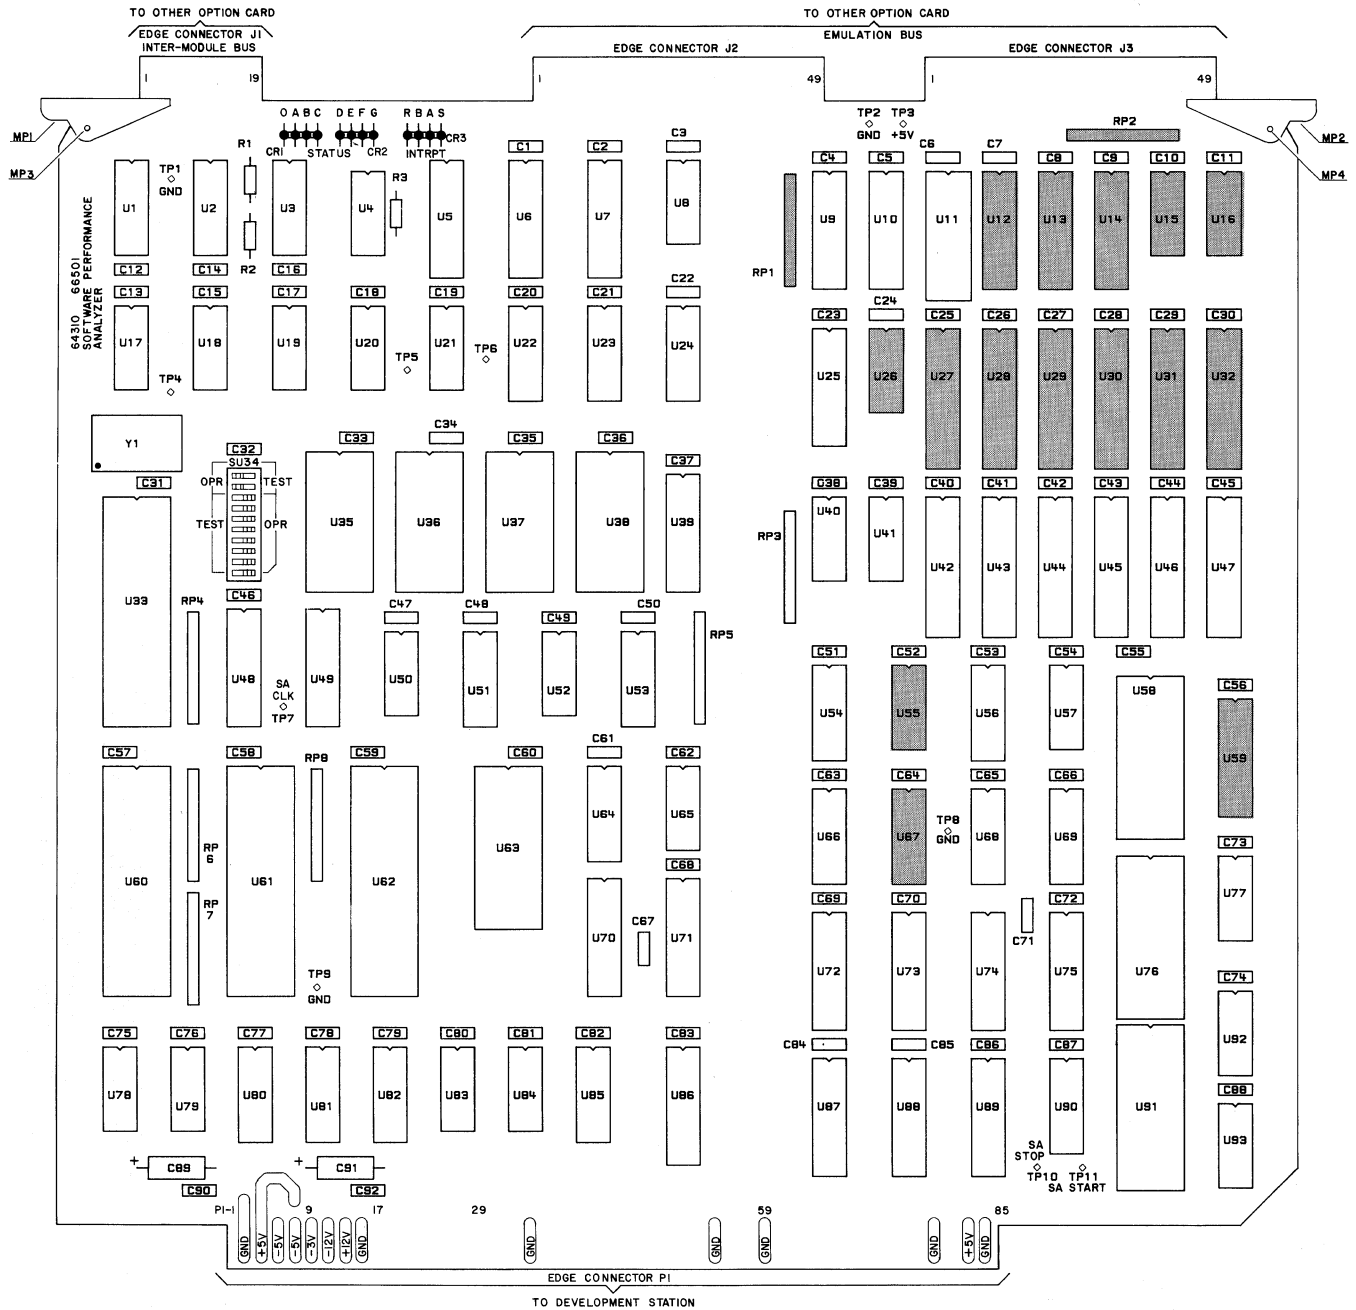 TO OTHER OPTION CARD
TO OTHER OPTION CARD
EDGE CONNECTOR J1
INTER-MODULE BUS
EMULATION BUS
EDGE CONNECTOR J2
EDGE CONNECTOR J3
1 19 1 49 1 49
O A B C D E F G R B A S
CR1 STATUS CR2 INTRPT CR3
TP2 GND
TP3 +5V
RP2
MP1
MP3
MP2
MP4
R1 R3 C1 C2 C3
C4 C5 C6 C7 C8 C9 C10 C11
TP1
GND
U1 U2 U3 U4 U5 U6 U7 U8 U9 U10 U11 U12 U13 U14 U15 U16
R2
RP1
64310 66501
SOFTWARE PERFORMANCE
ANALYZER
C12 C14 C16
C13 C15 C17 C18 C19 C20 C21 C22
C23 C24 C25 C26 C27 C28 C29 C30
U17 U18 U19 U20 U21 U22 U23 U24
U25 U26 U27 U28 U29 U30 U31 U32
TP4 TP5 TP6
Y1
C32 C33 C34 C35 C36 C37
SU34
OPR TEST
TEST OPR
C31
U33 U35 U36 U37 U38 U39
G38 C39 C40 C41 C42 C43 C44 C45
U40 U41 U42 U43 U44 U45 U46 U47
RP3
RP4 C46 C47 C48 C49 C50 RP5
U48 U49 U50 U51 U52 U53
SA
CLK
TP7
C51 C52 C53 C54 C55 C56
U54 U55 U56 U57 U58 U59
C57 C58 RP8 C59 C60 C61 C62
C63 C64 C65 C66
U60 RP
6 U61 U62 U63 U64 U65
U66 U67 TP8
GND U68 U69
C68
C73
RP
7
C67
U70 U71
C69 C70 C71 C72
U72 U73 U74 U75 U76 U77
TP9
GND
C74
C75 C76 C77 C78 C79 C80 C81 C82 C83
C84 C85 C86 C87
U78 U79 U80 U81 U82 U83 U84 U85 U86
U87 U88 U89 U90 U91 U92
C88
U93
+ C89 + C91
C90 C92
SA
STOP
TP10 TP11
SA START
P1-1 9 17 29 59 85
GND +5V -5V -5V -3V -12V +12V GND GND GND +5V GND
EDGE CONNECTOR P1
TO DEVELOPMENT STATION